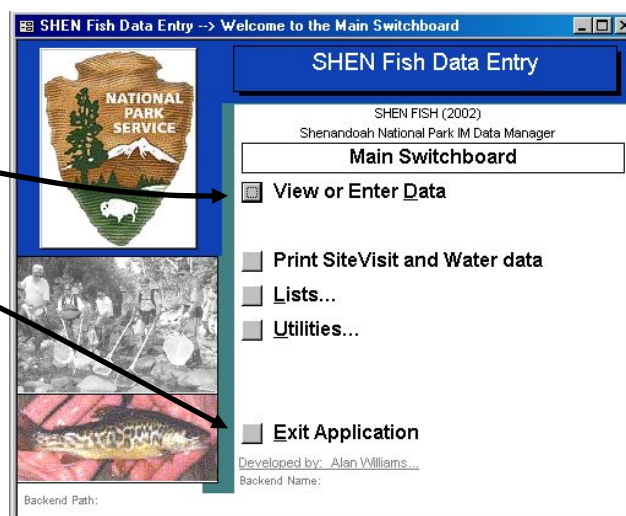 SHEN Fish Data Entry --> Welcome to the Main Switchboard
SHEN Fish Data Entry
NATIONAL
PARK
SERVICE
SHEN FISH (2002)
Shenandoah National Park IM Data Manager
Main Switchboard
View or Enter Data
Print SiteVisit and Water data
Lists...
Utilities...
Exit Application
Developed by: Alan Williams...
Backend Name:
Backend Path: